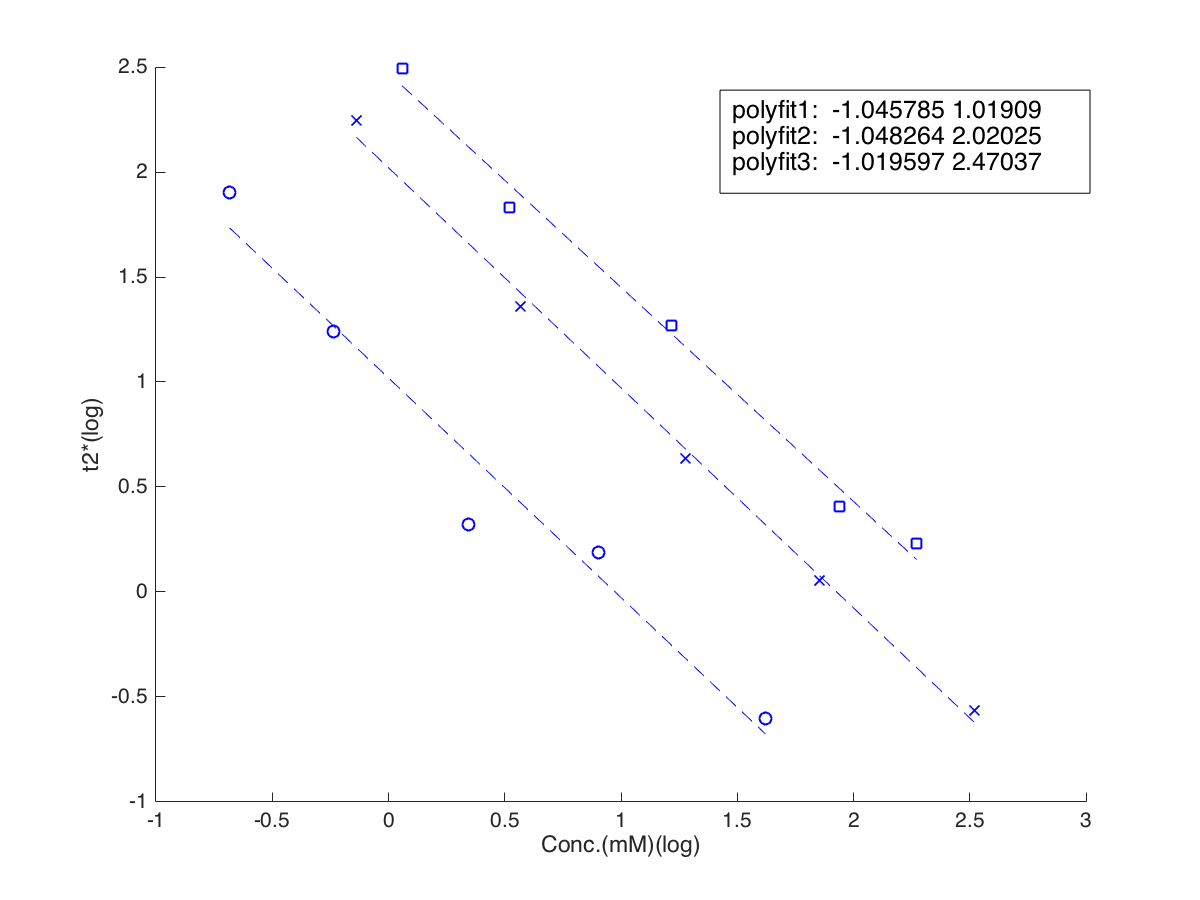 2.5
2
1.5
1
0.5
0
-0.5
-1
t2*(log)
polyfit1: -1.045785 1.01909
polyfit2: -1.048264 2.02025
polyfit3: -1.019597 2.47037
-1 -0.5 0 0.5 1 1.5 2 2.5 3
Conc.(mM)(log)